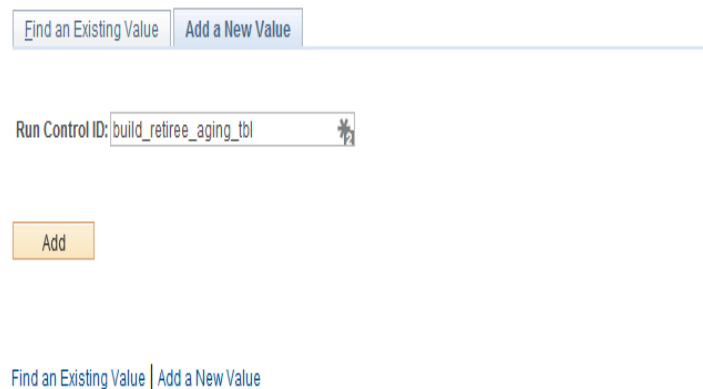 Find an Existing Value Add a New Value
Run Control ID: build_retiree_aging_tbl
Add
Find an Existing Value | Add a New Value